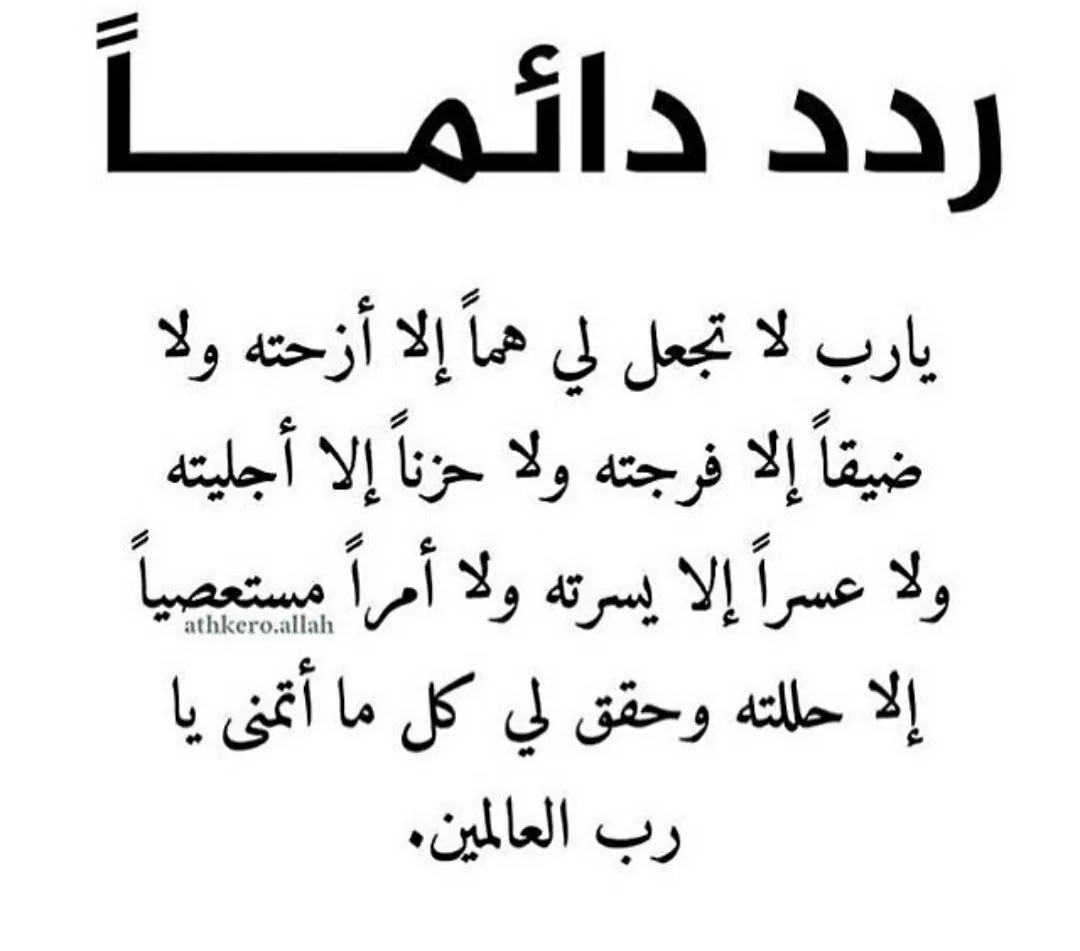 ردد دائمـــاً
يارب لا تجعل لي هماً إلا أزحته ولا
ضيقاً إلا فرجته ولا حزناً إلا أجليته
ولا عسراً إلا يسرته ولا أمراً مستعصياً
athkero.allah
إلا حللته وحقق لي كل ما أتمنى يا
رب العالمين.